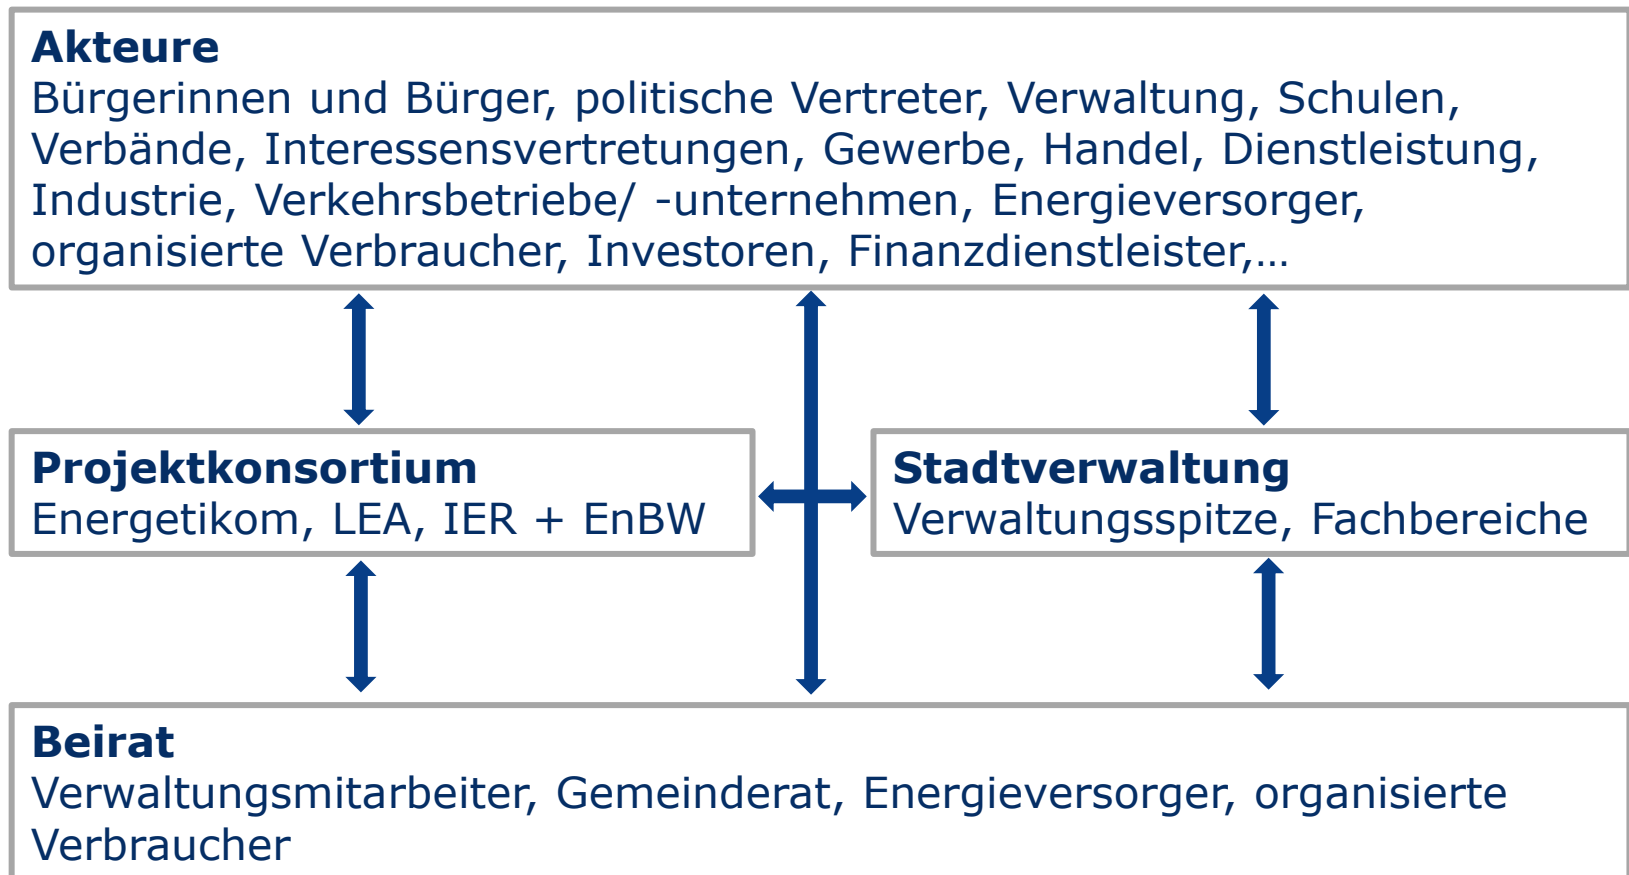 Akteure
Bürgerinnen und Bürger, politische Vertreter, Verwaltung, Schulen,
Verbände, Interessensvertretungen, Gewerbe, Handel, Dienstleistung,
Industrie, Verkehrsbetriebe/ -unternehmen, Energieversorger,
organisierte Verbraucher, Investoren, Finanzdienstleister,…
Projektkonsortium
Energetikom, LEA, IER + EnBW
Stadtverwaltung
Verwaltungsspitze, Fachbereiche
Beirat
Verwaltungsmitarbeiter, Gemeinderat, Energieversorger, organisierte
Verbraucher